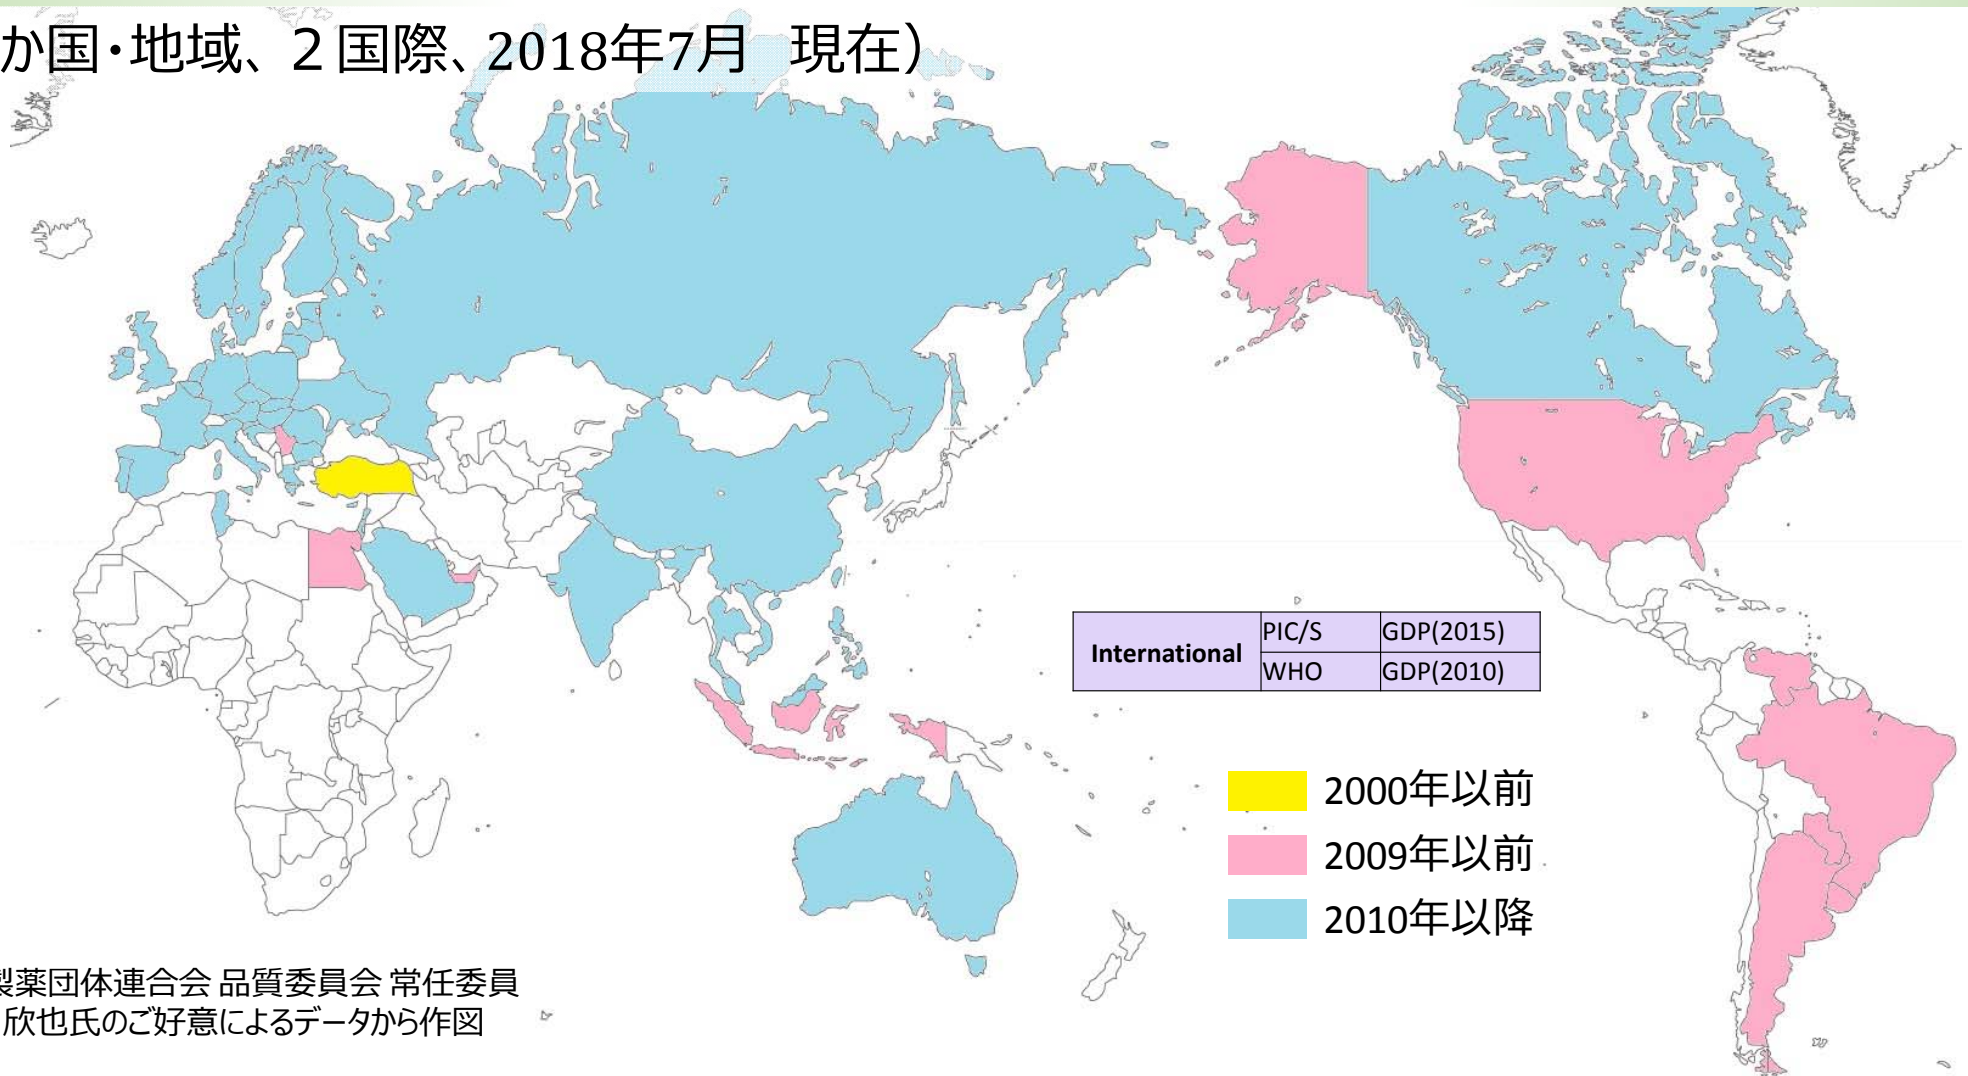 か国・地域、２国際、2018年7月　現在）
International
PIC/S GDP(2015)
WHO GDP(2010)
2000年以前
2009年以前
2010年以降
製薬団体連合会 品質委員会 常任委員
欣也氏のご好意によるデータから作図